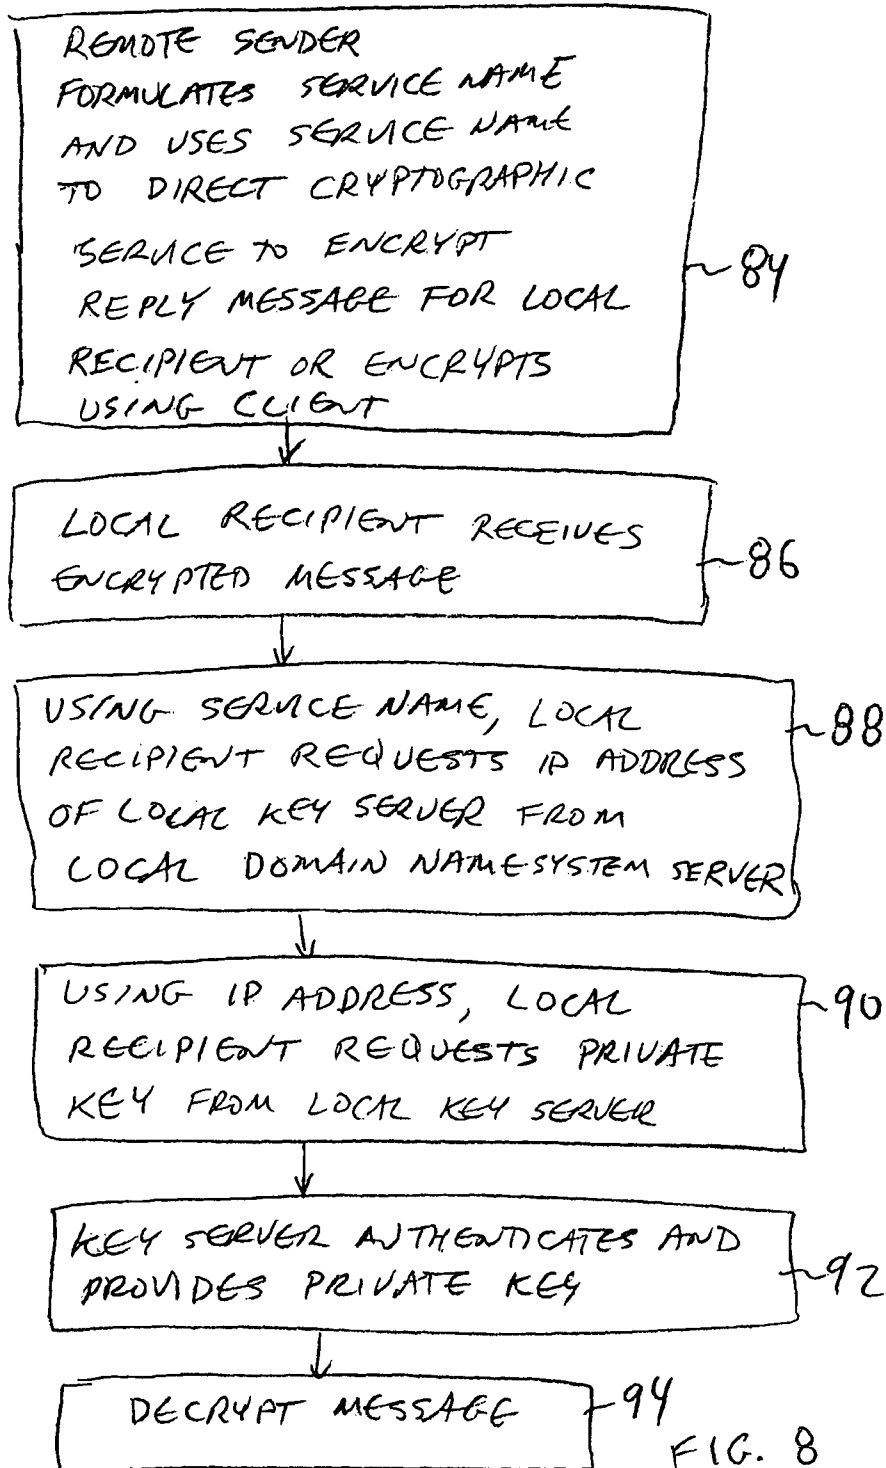 REMOTE SENDER
FORMULATES SERVICE NAME
AND USES SERVICE NAME
TO DIRECT CRYPTOGRAPHIC
SERVICE TO ENCRYPT
REPLY MESSAGE FOR LOCAL
RECIPIENT OR ENCRYPTS
USING CLIENT
84
LOCAL RECIPIENT RECEIVES
ENCRYPTED MESSAGE
86
USING SERVICE NAME, LOCAL
RECIPIENT REQUESTS IP ADDRESS
OF LOCAL KEY SERVER FROM
LOCAL DOMAIN NAME SYSTEM SERVER
88
USING IP ADDRESS, LOCAL
RECIPIENT REQUESTS PRIVATE
KEY FROM LOCAL KEY SERVER
90
KEY SERVER AUTHENTICATES AND
PROVIDES PRIVATE KEY
92
DECRYPT MESSAGE
94
FIG. 8